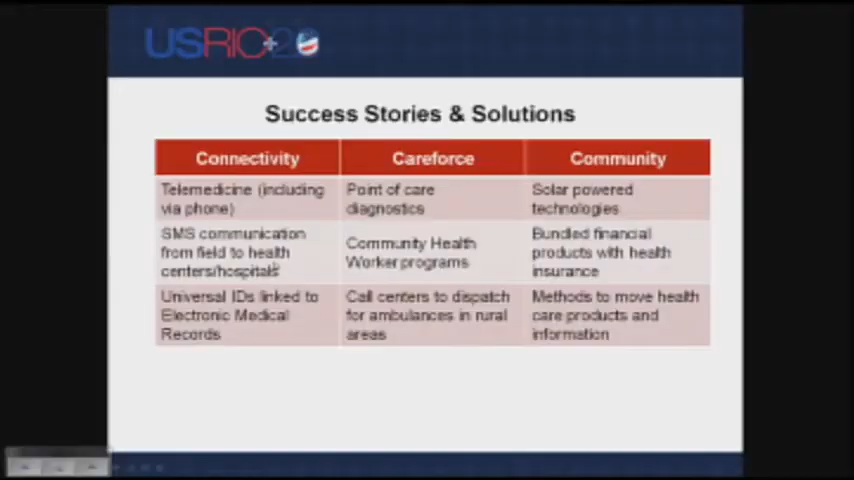 USRIO+20
Success Stories & Solutions
Connectivity
Careforce
Community
Telemedicine (including
via phone)
Point of care
diagnostics
Solar powered
technologies
SMS communication
from field to health
centers/hospitals
Community Health
Worker programs
Bundled financial
products with health
insurance
Universal IDs linked to
Electronic Medical
Records
Call centers to dispatch
for ambulances in rural
areas
Methods to move health
care products and
information